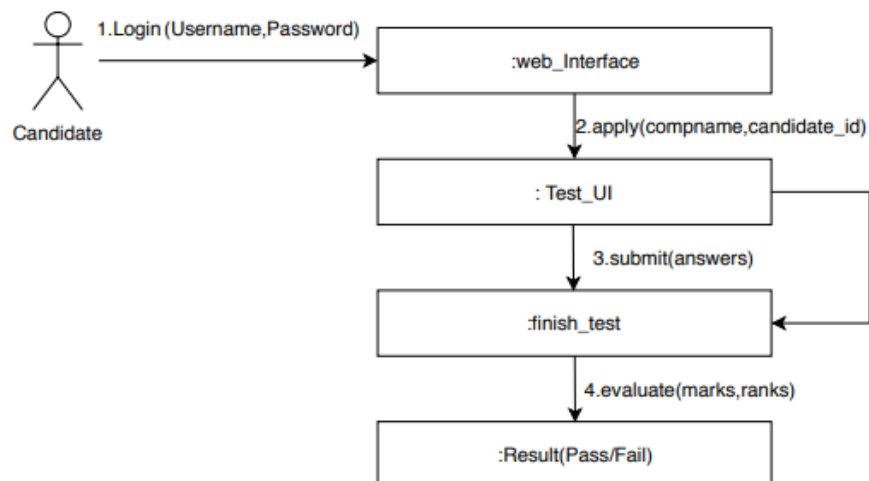 1.Login (Username,Password)
:web_Interface
Candidate
2.apply(compname,candidate_id)
: Test_UI
3.submit(answers)
:finish_test
4.evaluate(marks,ranks)
:Result(Pass/Fail)